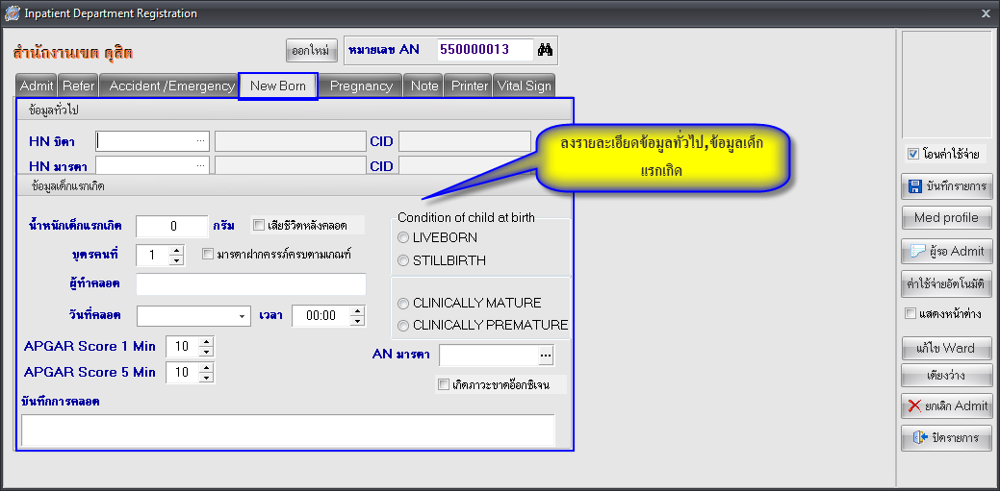 Inpatient Department Registration
สำนักงานเขต ดุสิต
ออกใหม่
หมายเลข AN 550000013
Admit Refer Accident /Emergency New Born Pregnancy Note Printer Vital Sign
ข้อมูลทั่วไป
HN บิดา ... CID
HN มารดา ... CID
ลงรายละเอียดข้อมูลทั่วไป,ข้อมูลเด็ก
แรกเกิด
ข้อมูลเด็กแรกเกิด
น้ำหนักเด็กแรกเกิด 0 กรัม เสียชีวิตหลังคลอด
บุตรคนที่ 1 มารดาฝากครรภ์ครบตามเกณฑ์
ผู้ทำคลอด
วันที่คลอด เวลา 00:00
APGAR Score 1 Min 10
APGAR Score 5 Min 10
Condition of child at birth
LIVEBORN
STILLBIRTH
CLINICALLY MATURE
CLINICALLY PREMATURE
AN มารดา ...
เกิดภาวะขาดอ๊อกซิเจน
บันทึกการคลอด
โอนค่าใช้จ่าย
บันทึกรายการ
Med profile
ผู้รอ Admit
ค่าใช้จ่ายอัตโนมัติ
แสดงหน้าต่าง
แก้ไข Ward
เตียงว่าง
ยกเลิก Admit
ปิดรายการ